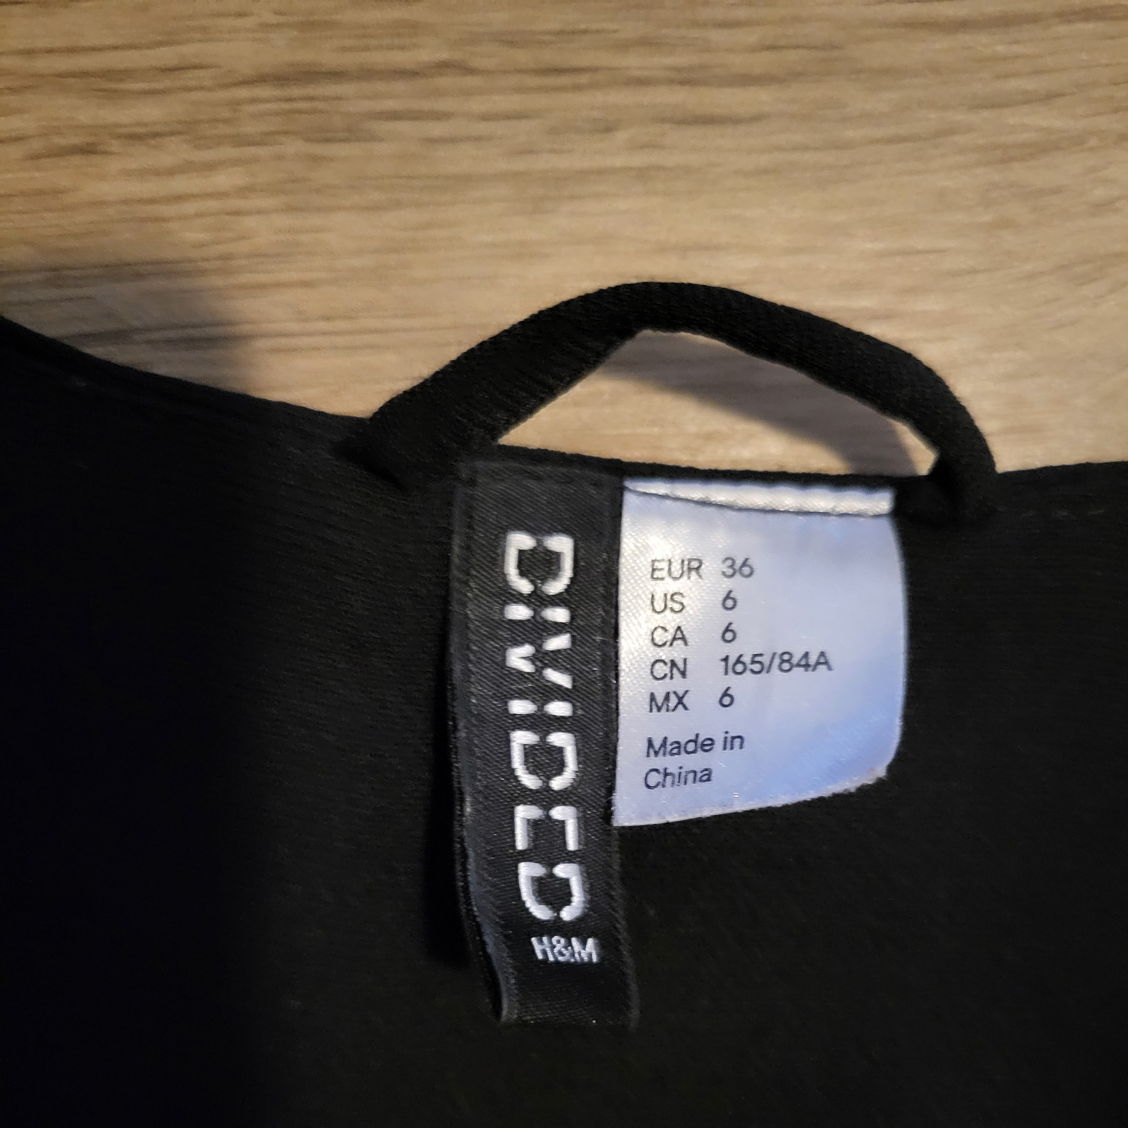 DIVIDED
H&M
EUR 36
US 6
CA 6
CN 165/84A
MX 6
Made in
China